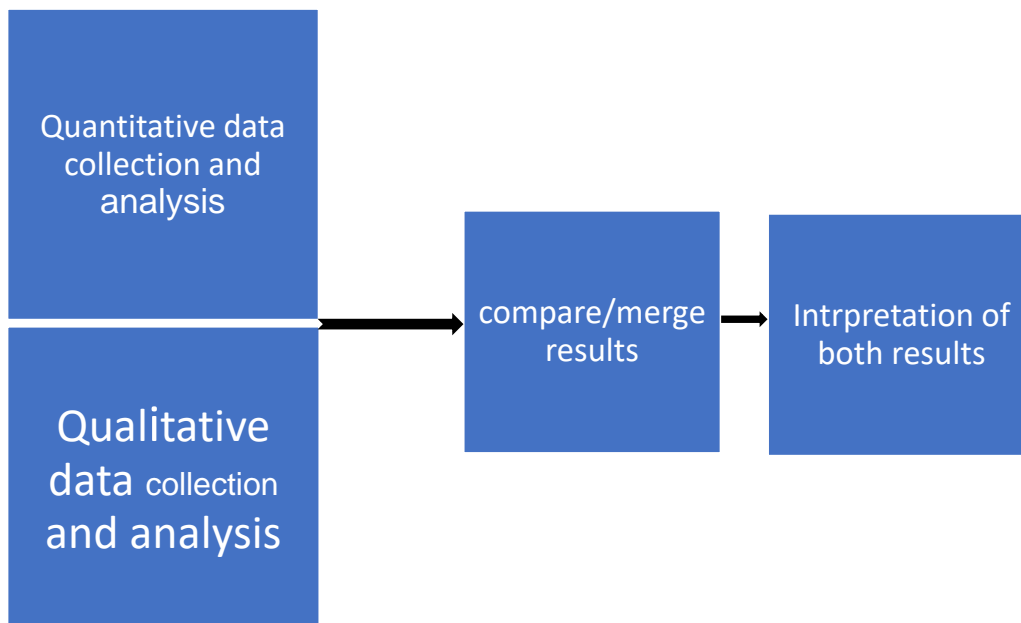 Quantitative data
collection and
analysis
Qualitative
data collection
and analysis
compare/merge
results
Intrpretation of
both results